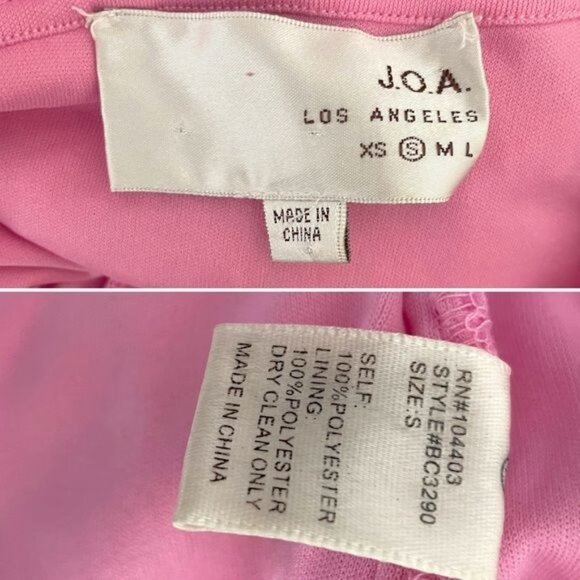 J.O.A.
LOS ANGELES
XS S M L
MADE IN
CHINA
RN#104403
STYLE#BC3290
SIZE:S
SELF:
100%POLYESTER
LINING:
100%POLYESTER
DRY CLEAN ONLY
MADE IN CHINA